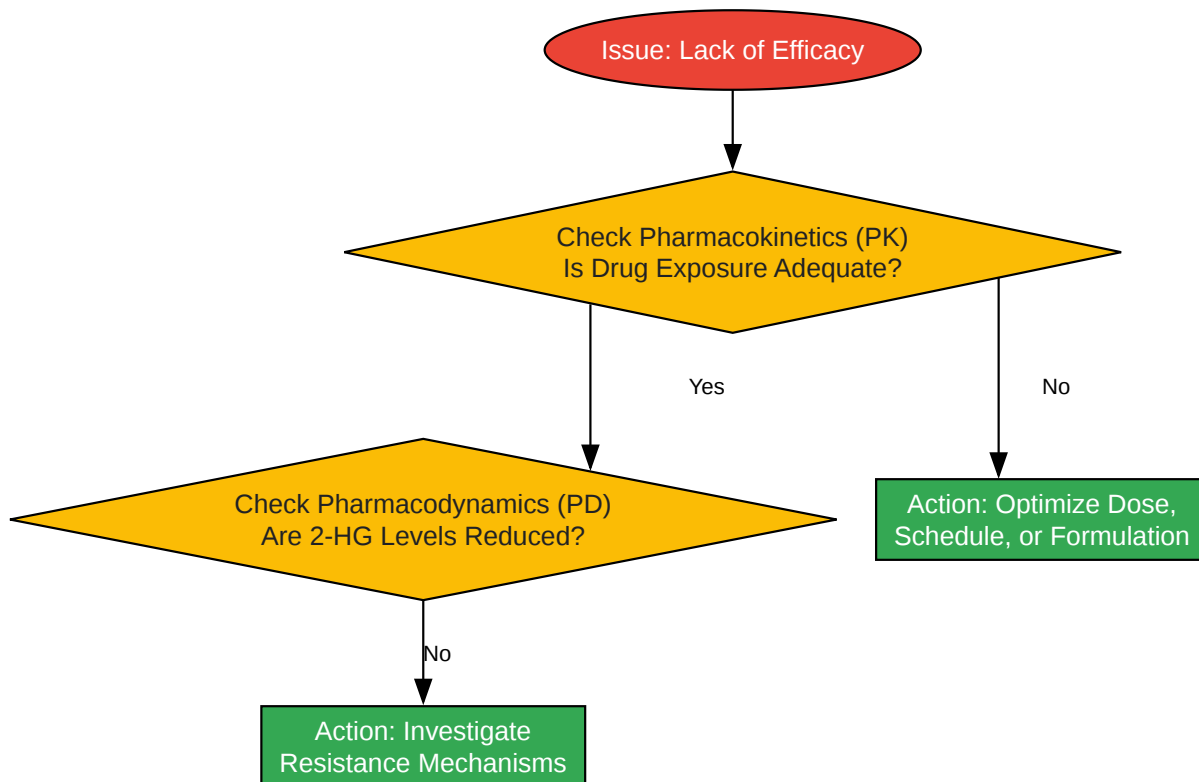 Issue: Lack of Efficacy
Check Pharmacokinetics (PK)
Is Drug Exposure Adequate?
Yes
No
Check Pharmacodynamics (PD)
Are 2-HG Levels Reduced?
Action: Optimize Dose,
Schedule, or Formulation
No
Action: Investigate
Resistance Mechanisms